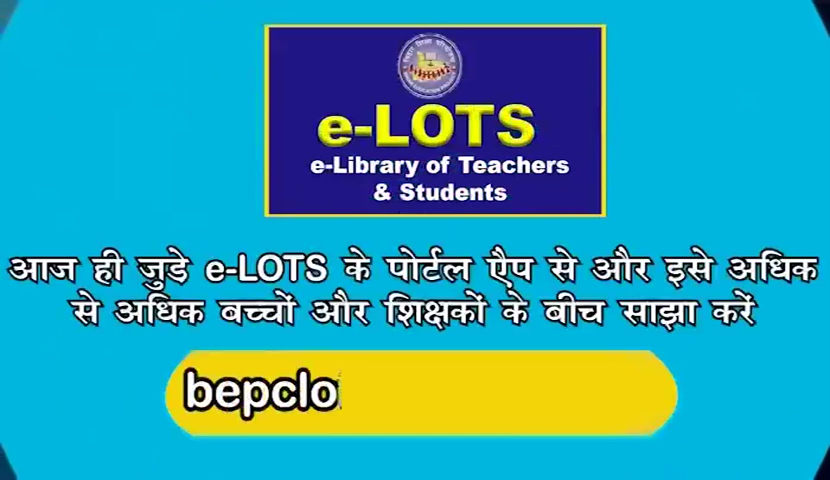 e-LOTS
e-Library of Teachers
& Students
आज ही जुडे e-LOTS के पोर्टल ऐप से और इसे अधिक
से अधिक बच्चों और शिक्षकों के बीच साझा करें
bepclo